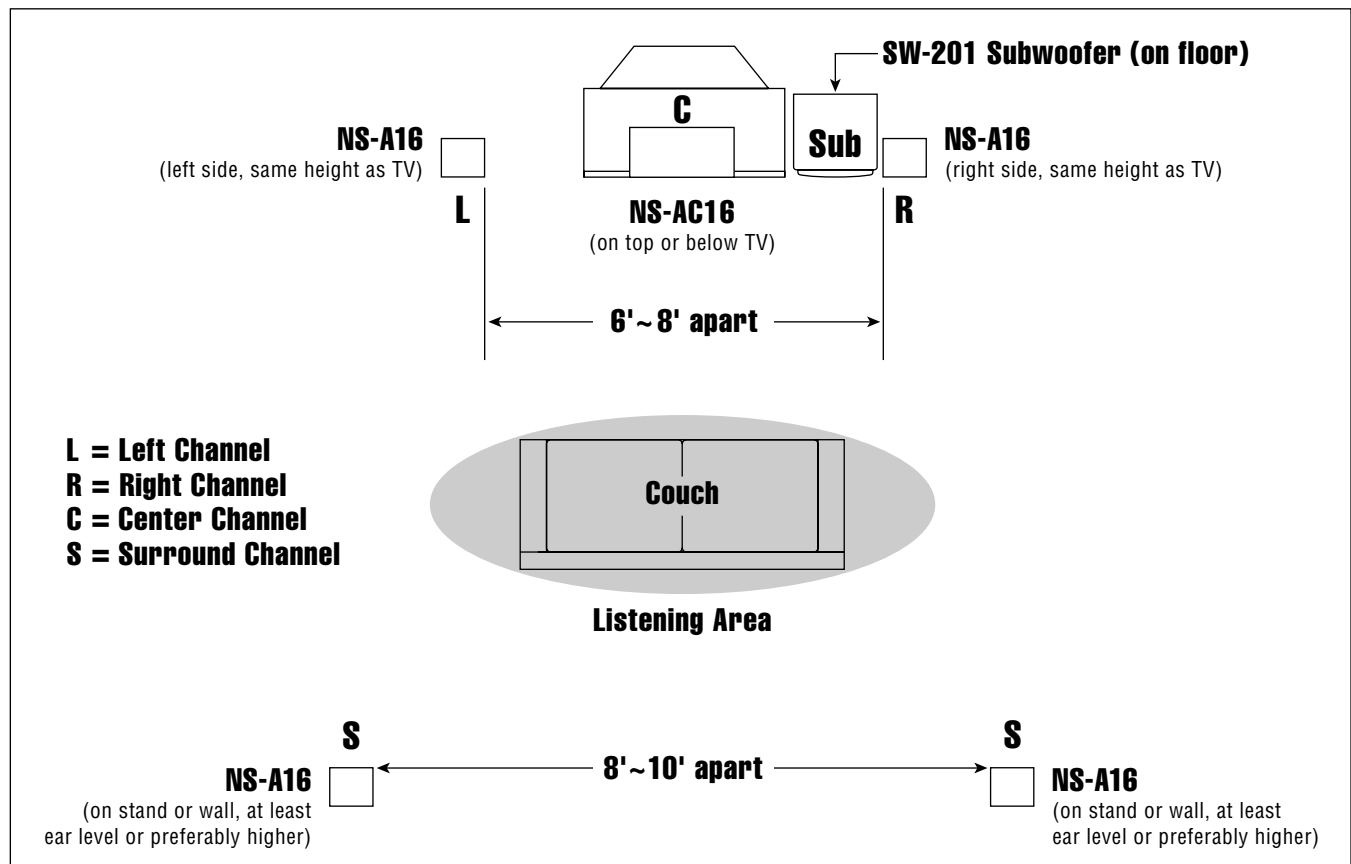 SW-201 Subwoofer (on floor)
NS-A16
(left side, same height as TV)
L
C
NS-AC16
(on top or below TV)
Sub
NS-A16
(right side, same height as TV)
R
6'~8' apart
L = Left Channel
R = Right Channel
C = Center Channel
S = Surround Channel
Couch
Listening Area
S
NS-A16
(on stand or wall, at least
ear level or preferably higher)
8'~10' apart
S
NS-A16
(on stand or wall, at least
ear level or preferably higher)